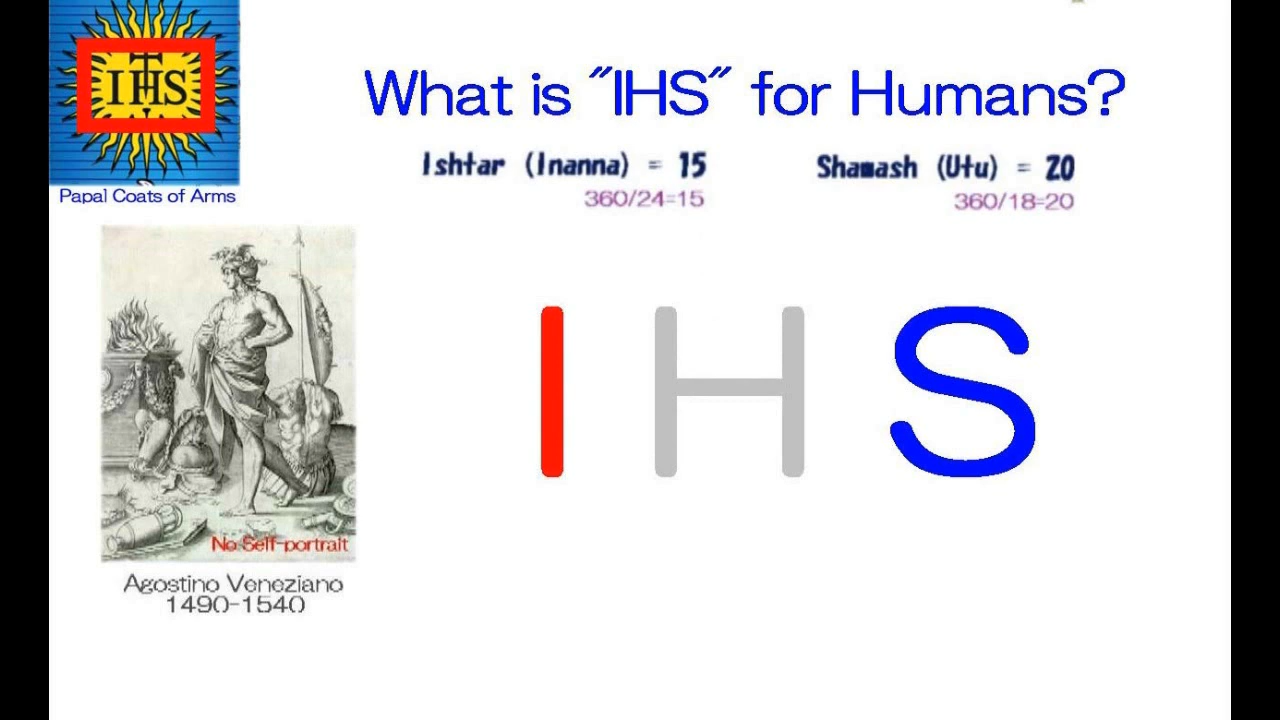 IHS
What is "IHS" for Humans?
Ishtar (Inanna) = 15
Shamash (Utu) = 20
Papal Coats of Arms
360/24=15
360/18=20
I H S
No Self-portrait
Agostino Veneziano
1490-1540